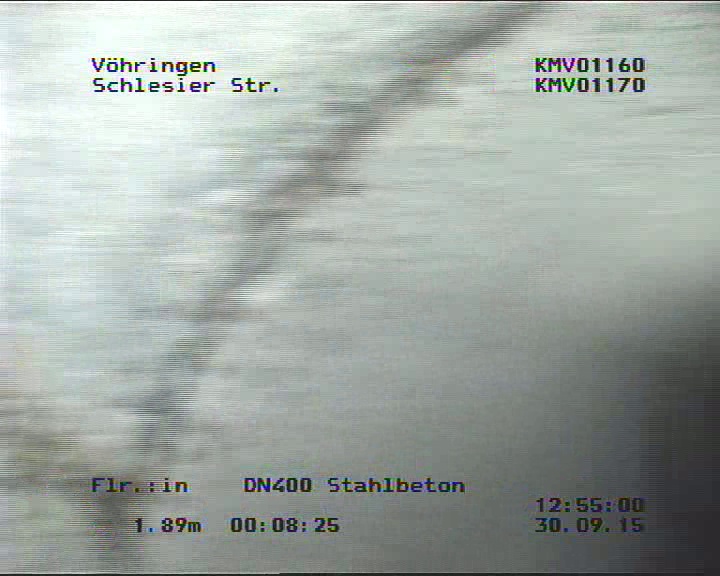 Vöhringen KMV01160
Schlesier Str. KMV01170
Flr.:in DN400 Stahlbeton
12:55:00
1.89m 00:08:25 30.09.15